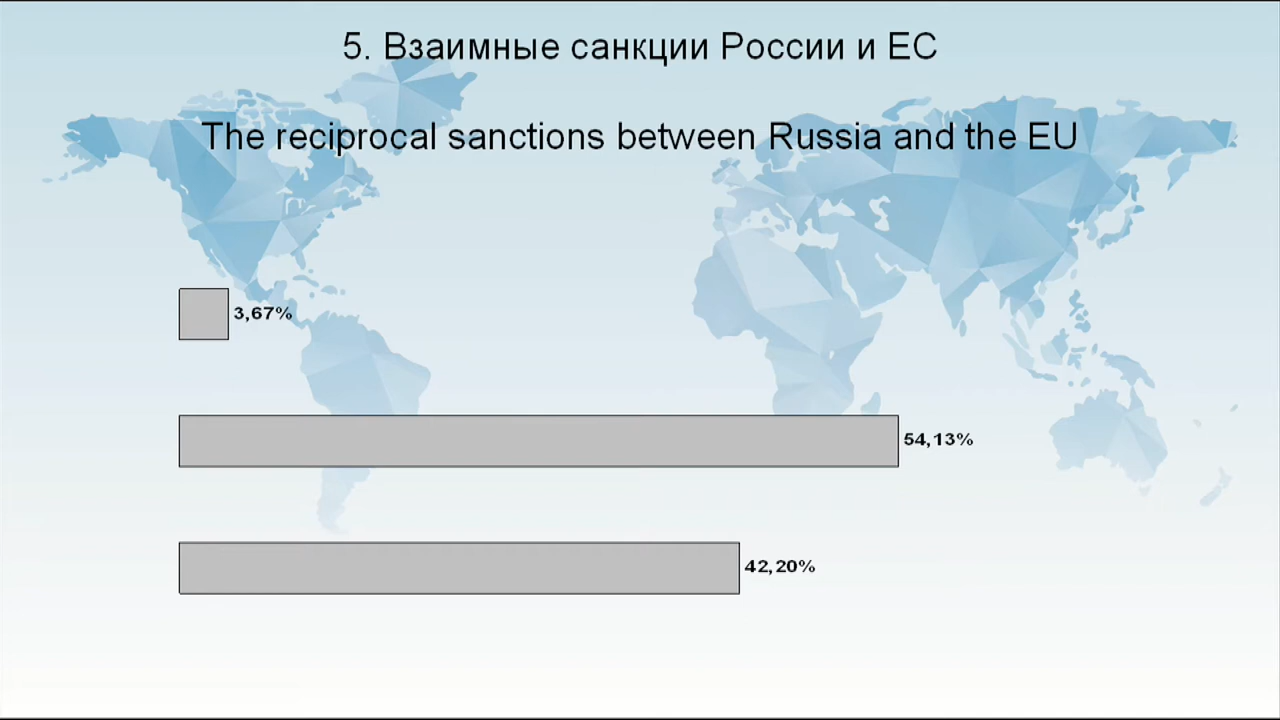 5. Взаимные санкции России и ЕС
The reciprocal sanctions between Russia and the EU
3,67%
54,13%
42,20%